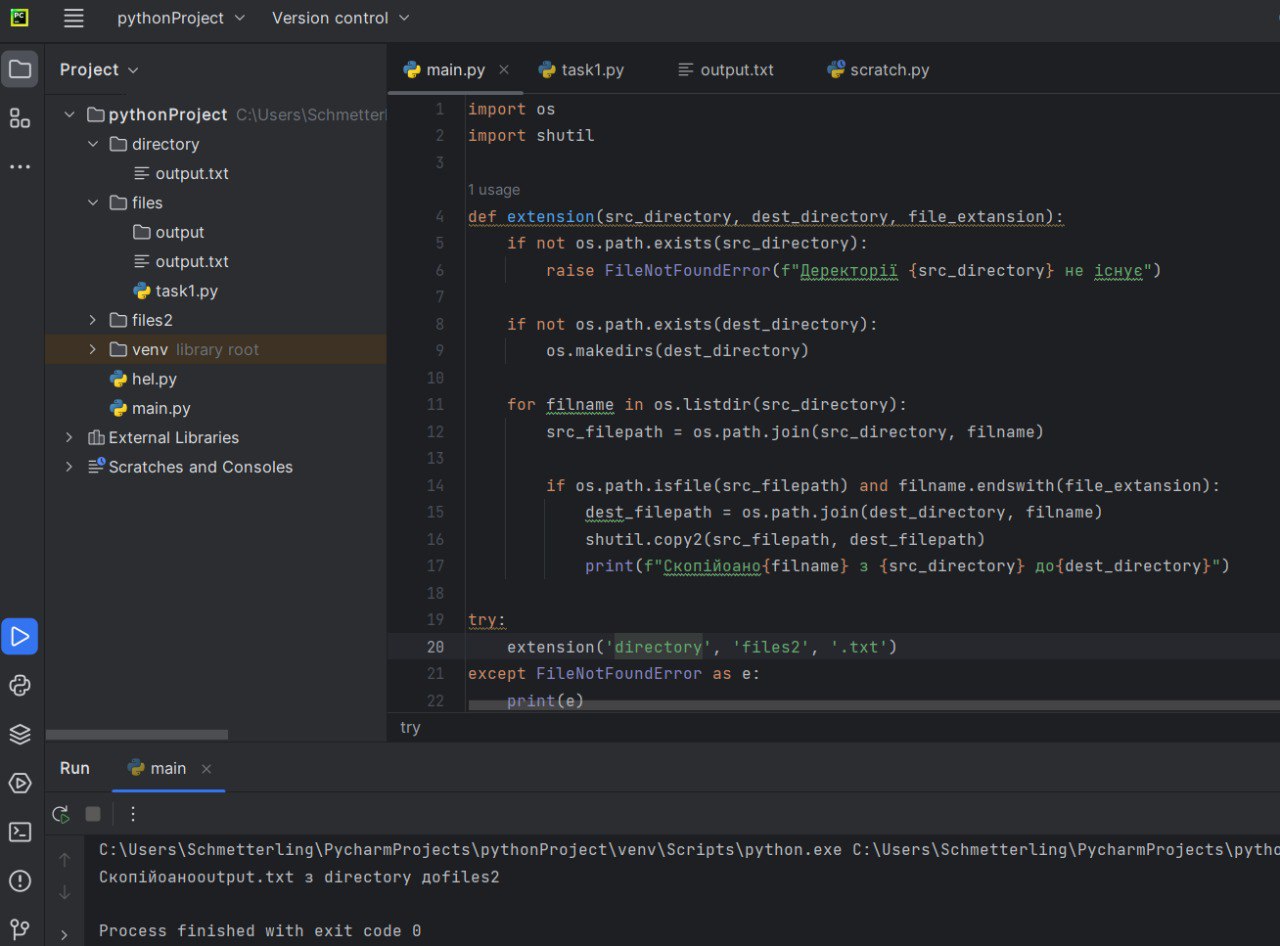 PC
pythonProject
Version control
Project
main.py
task1.py
output.txt
scratch.py
pythonProject C:\Users\Schmetterl
directory
output.txt
files
output
output.txt
task1.py
files2
venv library root
hel.py
main.py
External Libraries
Scratches and Consoles
1 import os
2 import shutil
3
1 usage
4 def extension(src_directory, dest_directory, file_extansion):
5 if not os.path.exists(src_directory):
6 raise FileNotFoundError(f"Деректорії {src_directory} не існує")
7
8 if not os.path.exists(dest_directory):
9 os.makedirs(dest_directory)
10
11 for filname in os.listdir(src_directory):
12 src_filepath = os.path.join(src_directory, filname)
13
14 if os.path.isfile(src_filepath) and filname.endswith(file_extansion):
15 dest_filepath = os.path.join(dest_directory, filname)
16 shutil.copy2(src_filepath, dest_filepath)
17 print(f"Скопійоано{filname} з {src_directory} до{dest_directory}")
18
19 try:
20 extension('directory', 'files2', '.txt')
21 except FileNotFoundError as e:
22 print(e)
try
Run
main
C:\Users\Schmetterling\PycharmProjects\pythonProject\venv\Scripts\python.exe C:\Users\Schmetterling\PycharmProjects\pytho
Скопійоаноoutput.txt з directory доfiles2
Process finished with exit code 0